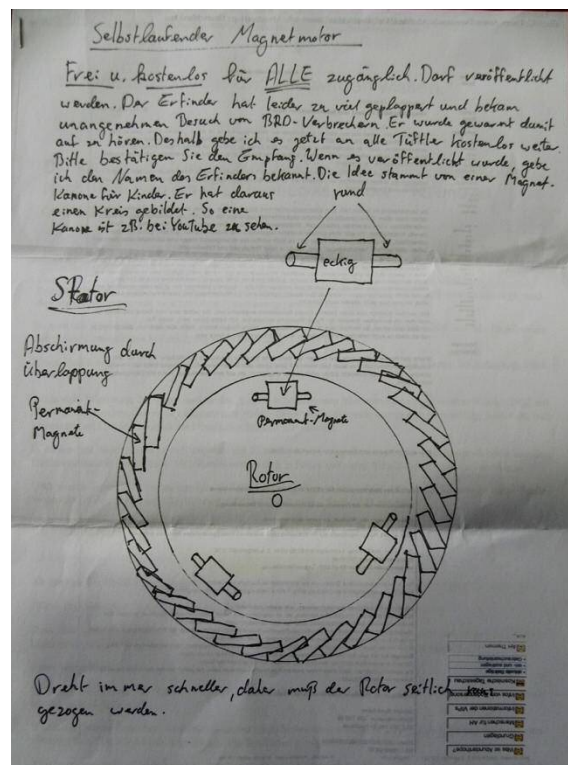 Selbstlaufender Magnetmotor
Frei u. kostenlos für ALLE zugänglich. Darf veröffentlicht
werden. Der Erfinder hat leider zu viel geplappert und bekam
unangenehmen Besuch von BRD-Verbrechern. Er wurde gewarnt damit
auf zu hören. Deshalb gebe ich es jetzt an alle Tüftler kostenlos weiter.
Bitte bestätigen Sie den Empfang. Wenn es veröffentlicht wurde, gebe
ich den Namen des Erfinders bekannt. Die Idee stammt von einer Magnet-
Kanone für Kinder. Er hat daraus
einen Kreis gebildet. So eine
Kanone ist z.B. bei YouTube zu sehen.
rund
eckig
Stator
Abschirmung durch
Überlappung
Permanent-
Magnete
Permanent-Magnete
Rotor
Dreht immer schneller, daher muß der Rotor seitlich
gezogen werden.